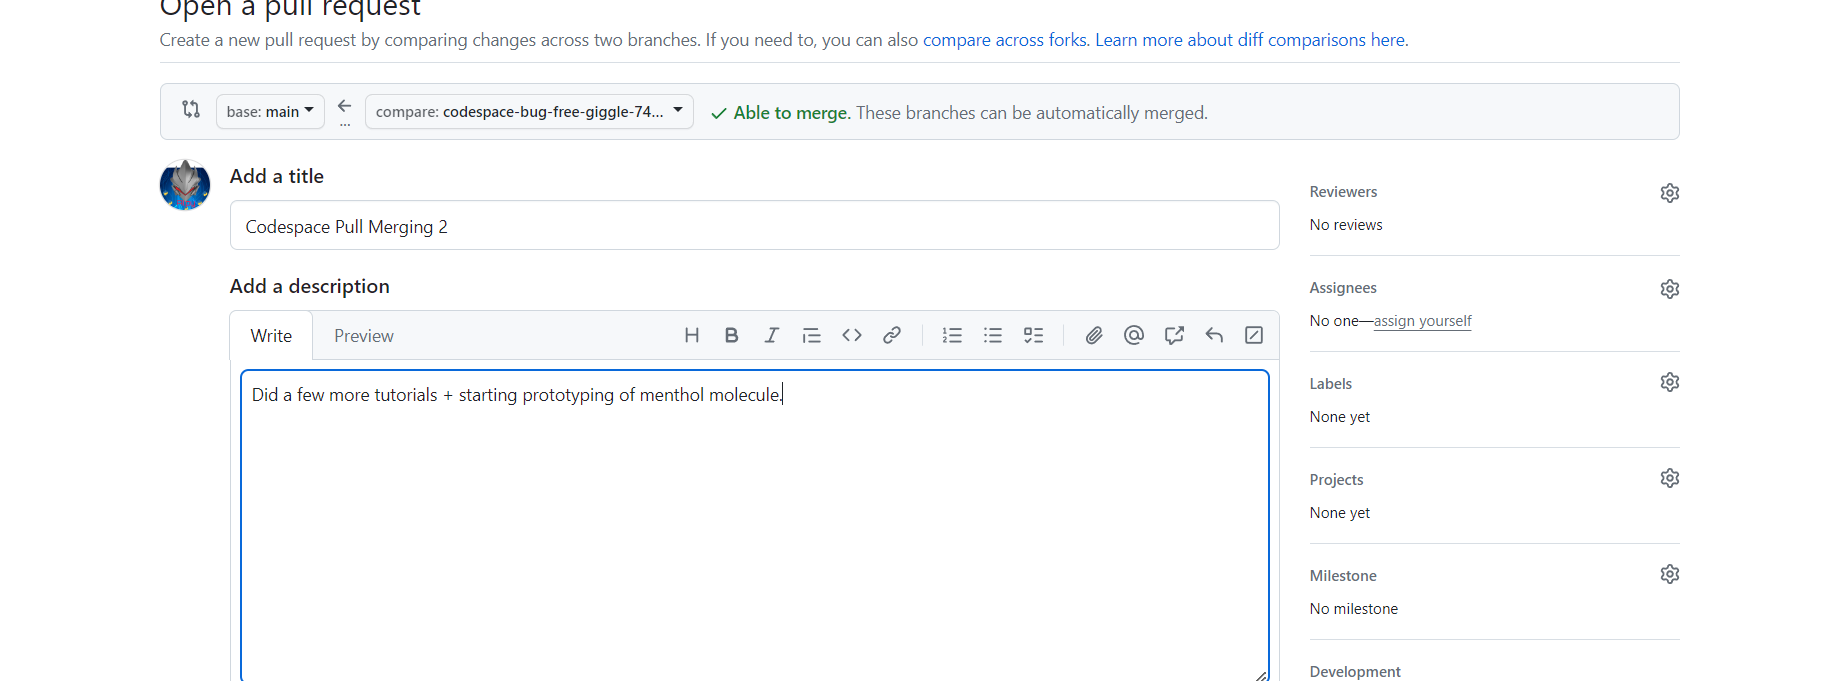 Open a pull request
Create a new pull request by comparing changes across two branches. If you need to, you can also compare across forks. Learn more about diff comparisons here.
base: main
compare: codespace-bug-free-giggle-74...
Able to merge. These branches can be automatically merged.
...
Add a title
Codespace Pull Merging 2
Add a description
Write Preview
Did a few more tutorials + starting prototyping of menthol molecule.
Reviewers
No reviews
Assignees
No one—assign yourself
Labels
None yet
Projects
None yet
Milestone
No milestone
Development